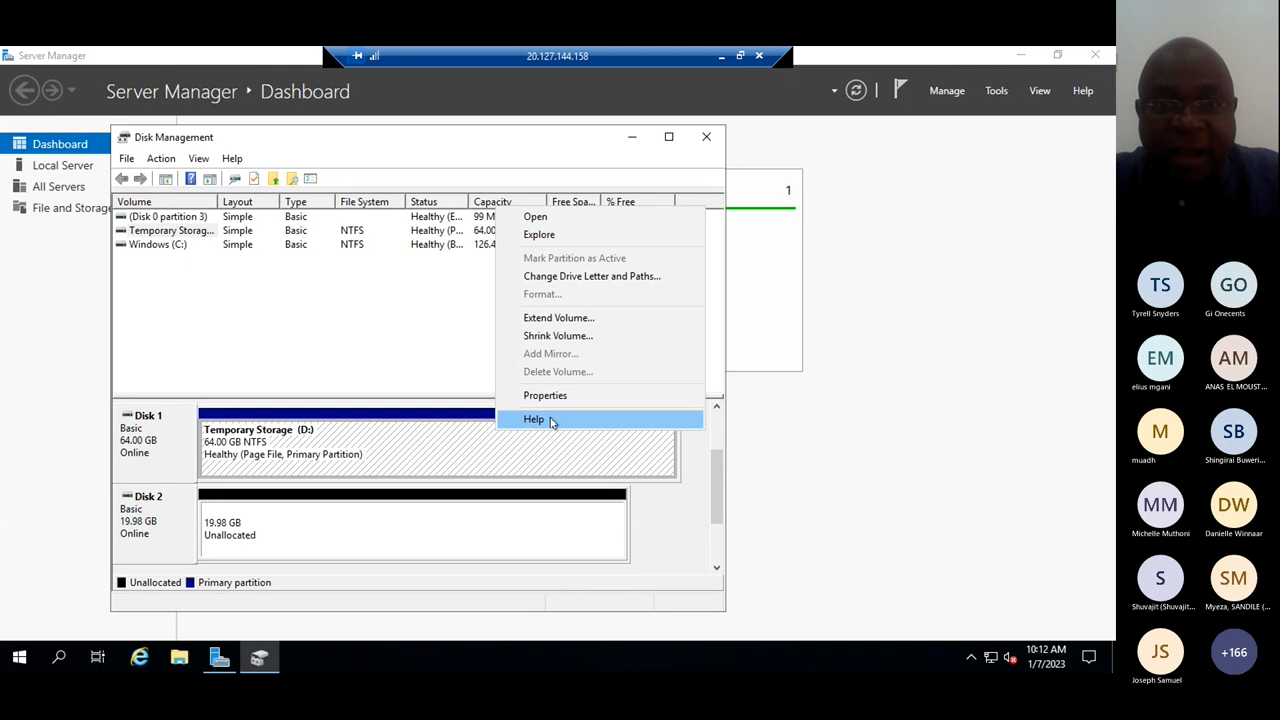 Server Manager
20.127.144.158
Server Manager • Dashboard
Manage
Tools
View
Help
Dashboard
Local Server
All Servers
File and Storage
Disk Management
File
Action
View
Help
Volume
Layout
Type
File System
Status
Capacity
Free Spa...
% Free
(Disk 0 partition 3)
Simple
Basic
Healthy (E...
99 M
Temporary Storag...
Simple
Basic
NTFS
Healthy (P...
64.00
Windows (C:)
Simple
Basic
NTFS
Healthy (B...
126.4
Open
Explore
Mark Partition as Active
Change Drive Letter and Paths...
Format...
Extend Volume...
Shrink Volume...
Add Mirror...
Delete Volume...
Properties
Help
1
Disk 1
Basic
64.00 GB
Online
Temporary Storage (D:)
64.00 GB NTFS
Healthy (Page File, Primary Partition)
Disk 2
Basic
19.98 GB
Online
19.98 GB
Unallocated
Unallocated
Primary partition
10:12 AM
1/7/2023
TS
Tyrell Snyders
GO
Gi Onecents
EM
elius mgani
AM
ANAS EL MOUST...
M
muadh
SB
Shingirai Buweri...
MM
Michelle Muthoni
DW
Danielle Winnaar
S
Shuvajit (Shuvajit...
SM
Myeza, SANDILE (...
JS
Joseph Samuel
+166